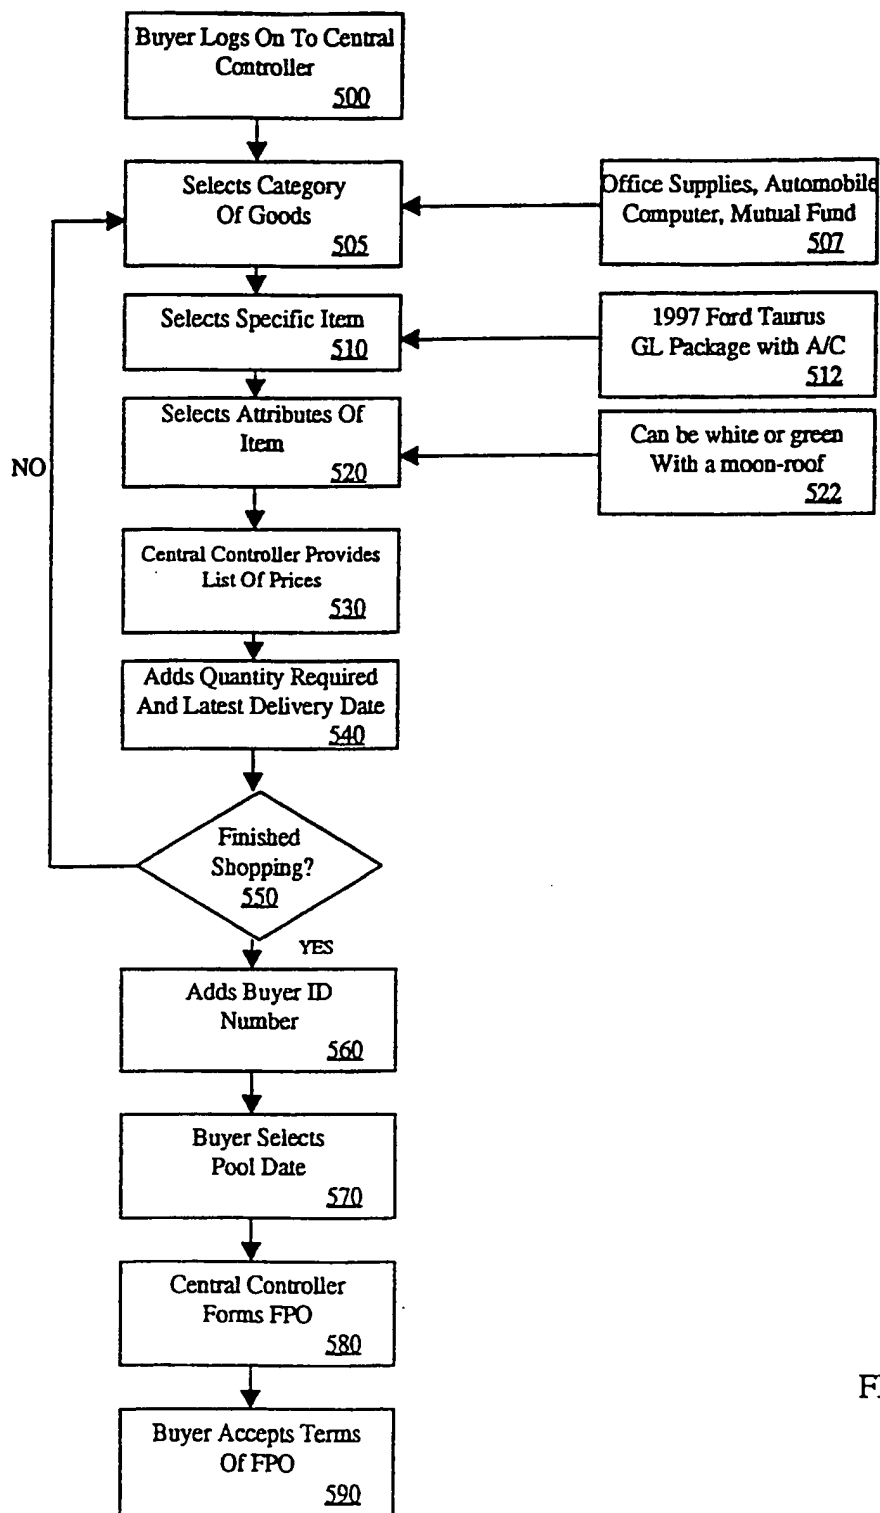 Buyer Logs On To Central
Controller
500
Selects Category
Of Goods
505
Office Supplies, Automobile
Computer, Mutual Fund
507
Selects Specific Item
510
1997 Ford Taurus
GL Package with A/C
512
Selects Attributes Of
Item
520
Can be white or green
With a moon-roof
522
NO
Central Controller Provides
List Of Prices
530
Adds Quantity Required
And Latest Delivery Date
540
Finished
Shopping?
550
YES
Adds Buyer ID
Number
560
Buyer Selects
Pool Date
570
Central Controller
Forms FPO
580
Buyer Accepts Terms
Of FPO
590